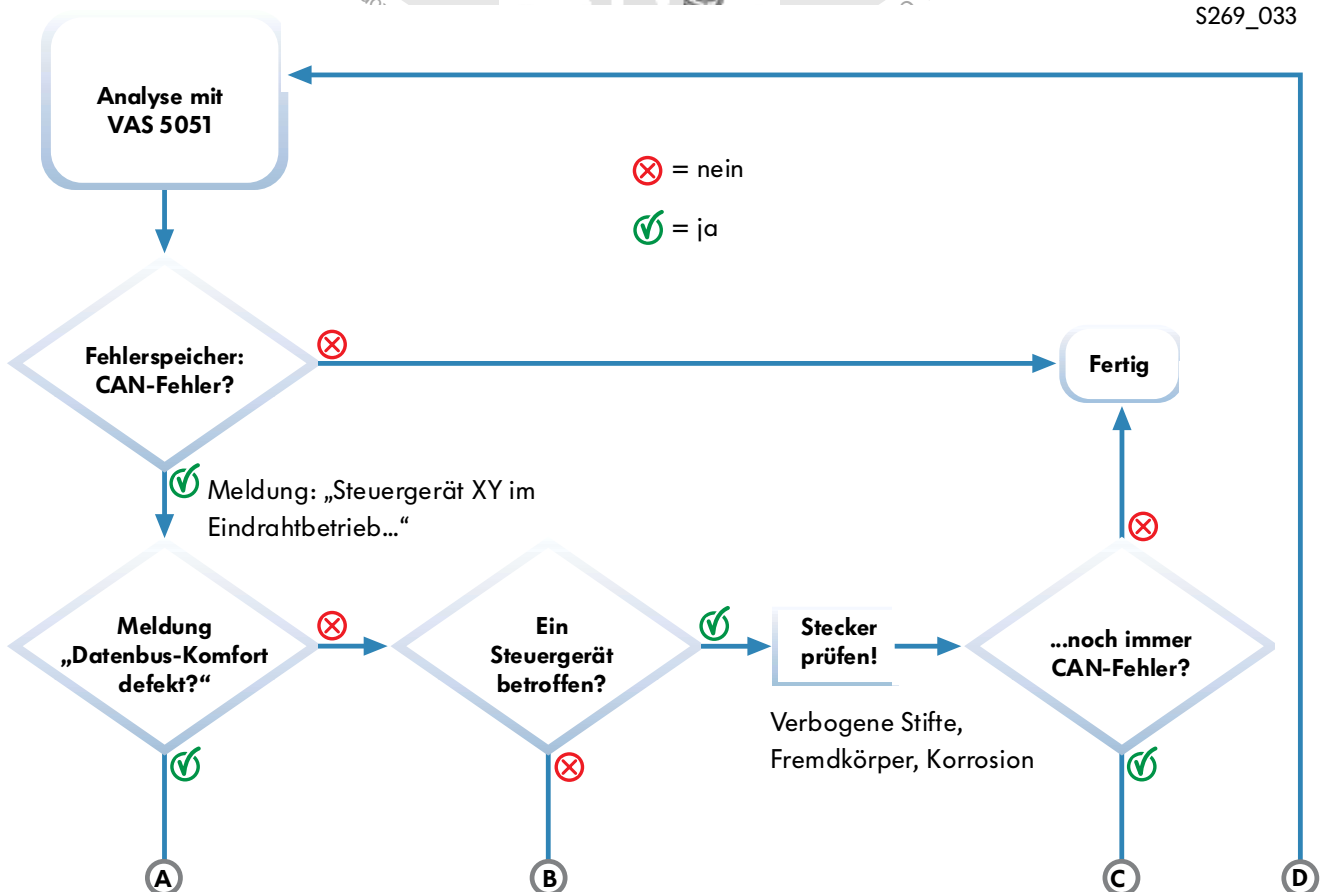 S269_033
Analyse mit
VAS 5051
= nein
= ja
Fehlerspeicher:
CAN-Fehler?
Fertig
Meldung: „Steuergerät XY im
Eindrahtbetrieb...“
Meldung
„Datenbus-Komfort
defekt?“
Ein
Steuergerät
betroffen?
Stecker
prüfen!
...noch immer
CAN-Fehler?
Verbogene Stifte,
Fremdkörper, Korrosion
A
B
C
D